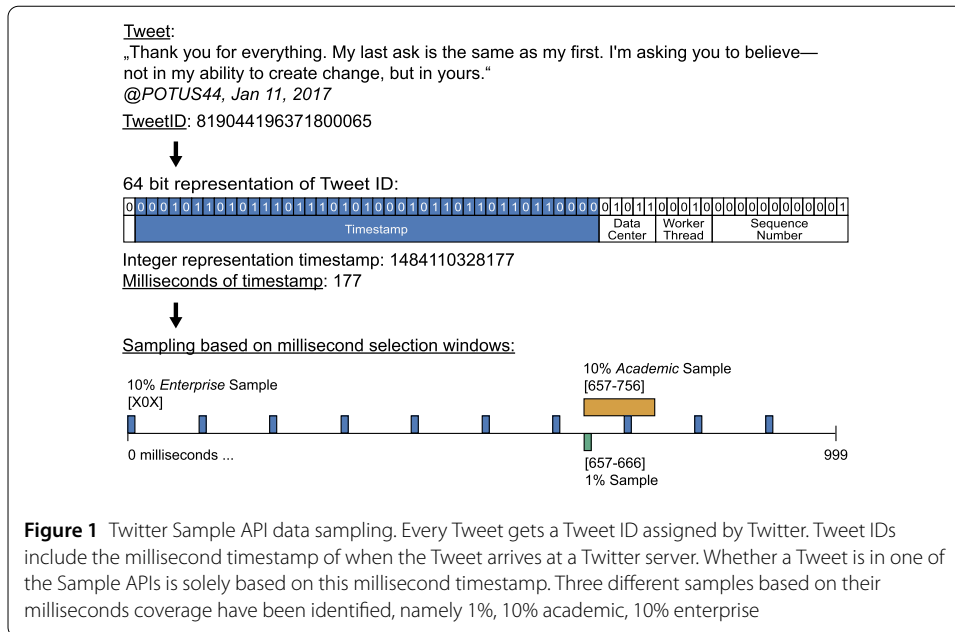 Tweet:
„Thank you for everything. My last ask is the same as my first. I'm asking you to believe—
not in my ability to create change, but in yours.“
@POTUS44, Jan 11, 2017
TweetID: 819044196371800065
64 bit representation of Tweet ID:
0 0 0 0 1 0 1 1 0 1 0 1 1 1 0 1 1 1 0 1 0 1 0 0 0 1 0 1 1 0 1 1 0 1 1 0 1 1 0 0 0 0 0 1 0 1 1 0 0 0 1 0 0 0 0 0 0 0 0 0 0 0 0 1
Timestamp
Data Center
Worker Thread
Sequence Number
Integer representation timestamp: 1484110328177
Milliseconds of timestamp: 177
Sampling based on millisecond selection windows:
10% Enterprise Sample
[X0X]
10% Academic Sample
[657-756]
0 milliseconds ...
[657-666]
1% Sample
999
Figure 1 Twitter Sample API data sampling. Every Tweet gets a Tweet ID assigned by Twitter. Tweet IDs
include the millisecond timestamp of when the Tweet arrives at a Twitter server. Whether a Tweet is in one of
the Sample APIs is solely based on this millisecond timestamp. Three different samples based on their
milliseconds coverage have been identified, namely 1%, 10% academic, 10% enterprise